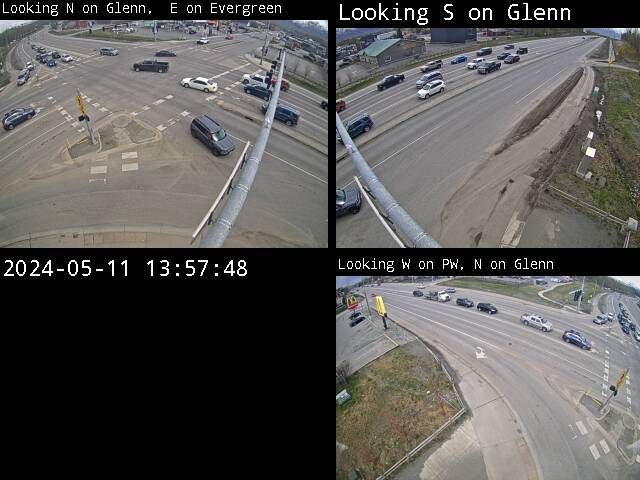 Looking N on Glenn,  E on Evergreen
Looking S on Glenn
2024-05-11 13:57:48
Looking W on PW, N on Glenn